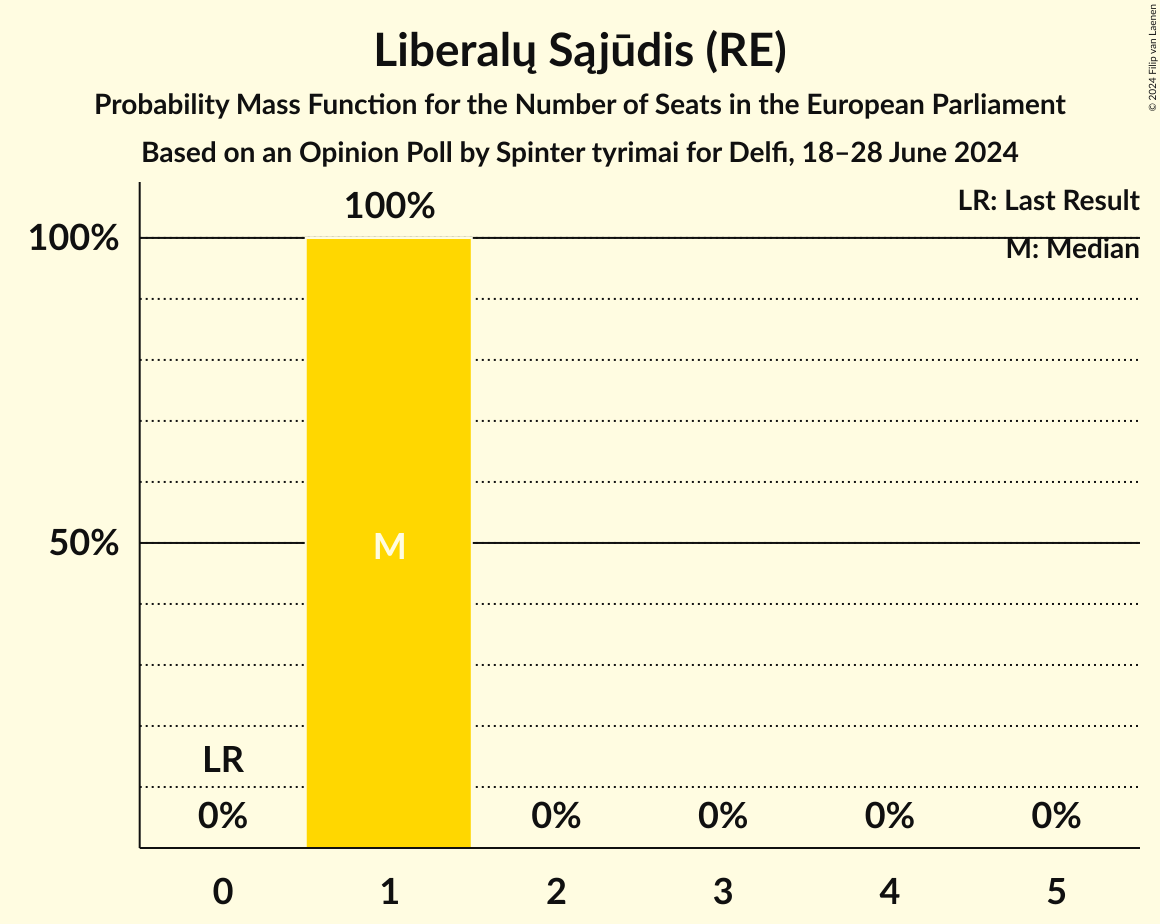 Liberalų Sąjūdis (RE)
Probability Mass Function for the Number of Seats in the European Parliament
Based on an Opinion Poll by Spinter tyrimai for Delfi, 18–28 June 2024
© 2024 Filip van Laenen
LR: Last Result
M: Median
100%
100%
50%
M
LR
0%
0%
0%
0%
0%
0
1
2
3
4
5